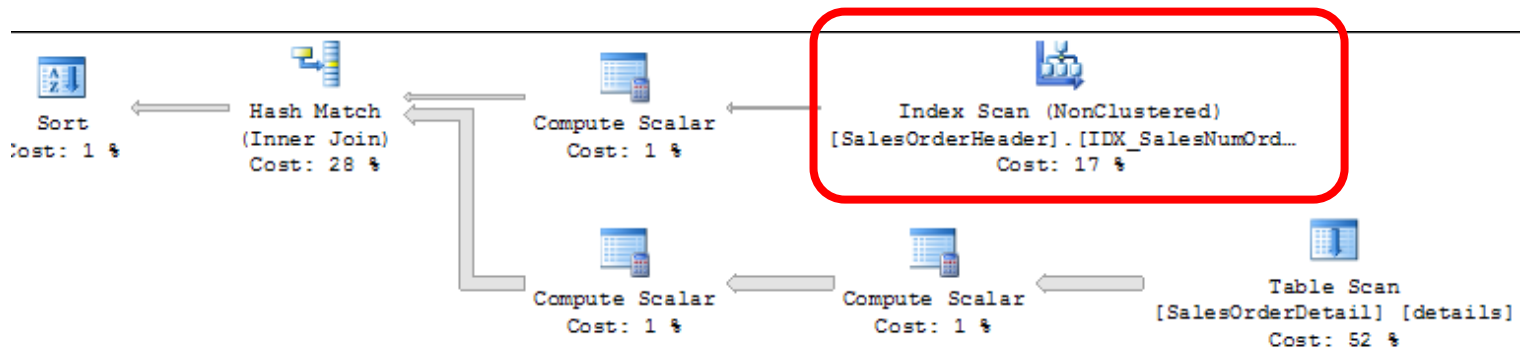 Sort
Cost: 1 %
Hash Match
(Inner Join)
Cost: 28 %
Compute Scalar
Cost: 1 %
Index Scan (NonClustered)
[SalesOrderHeader].[IDX_SalesNumOrd…
Cost: 17 %
Compute Scalar
Cost: 1 %
Compute Scalar
Cost: 1 %
Table Scan
[SalesOrderDetail] [details]
Cost: 52 %